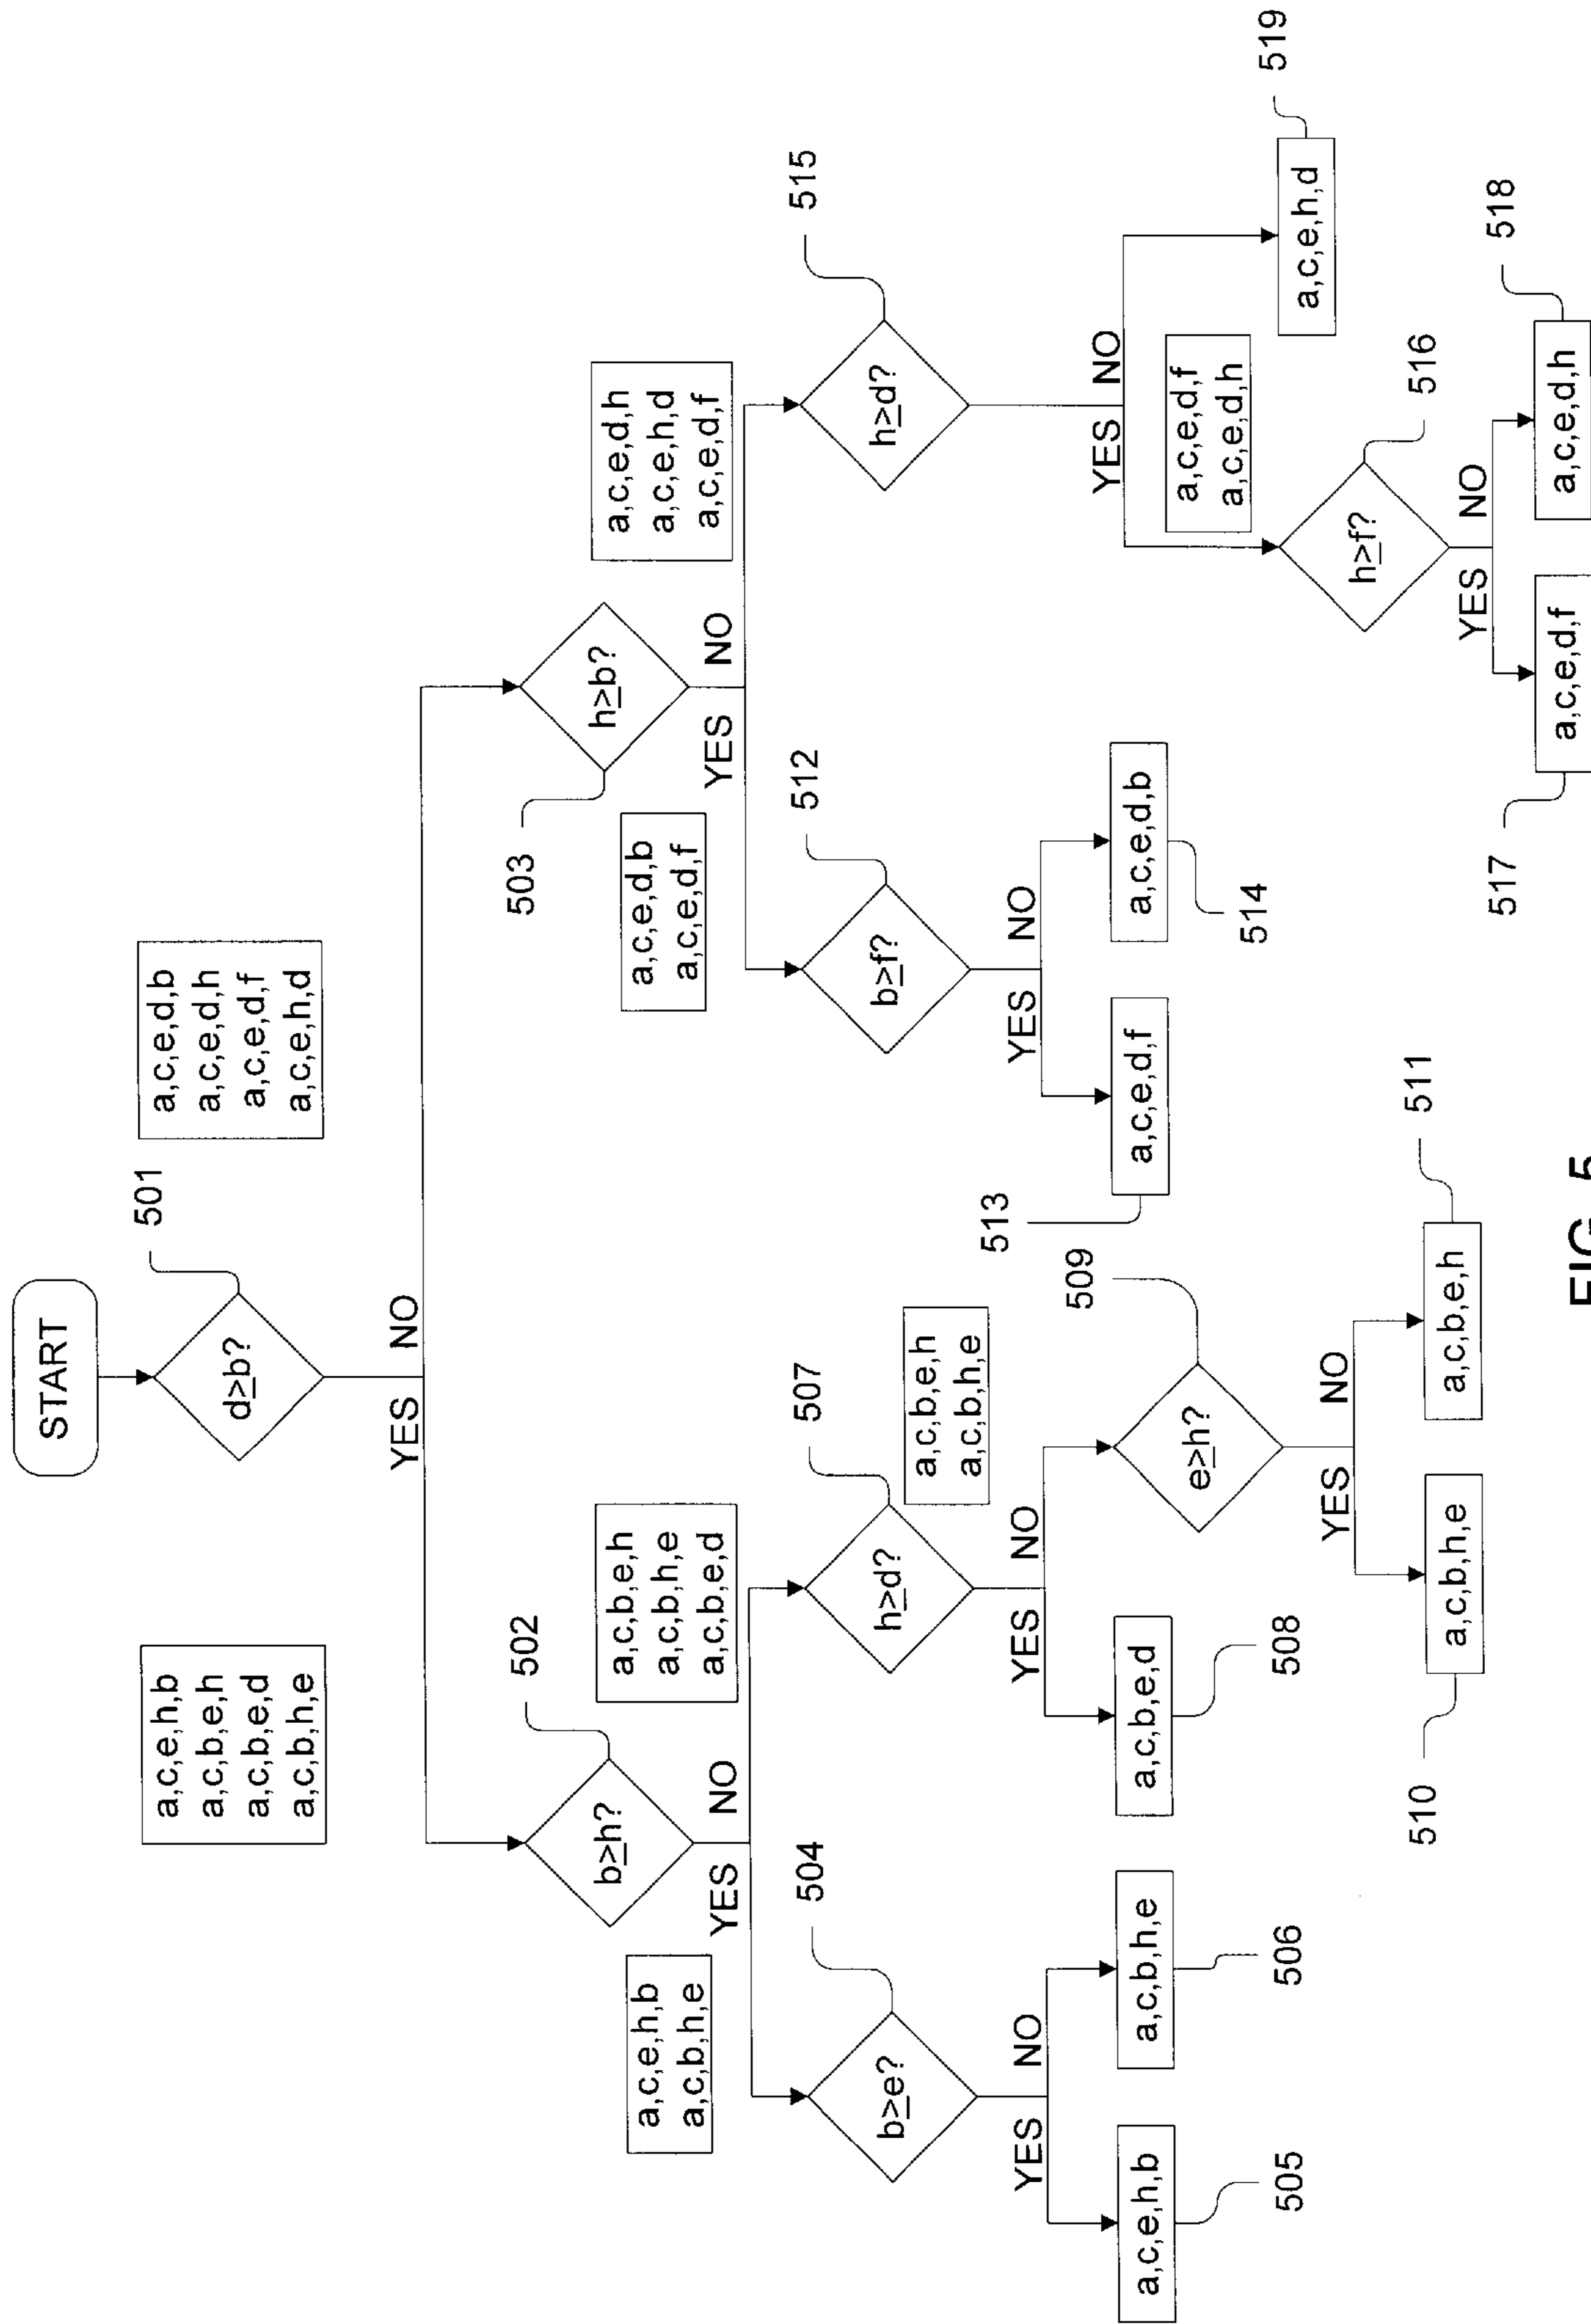 START
d≥b?
501
YES
NO
a,c,e,h,b
a,c,b,e,h
a,c,b,e,d
a,c,b,h,e
a,c,e,d,b
a,c,e,d,h
a,c,e,d,f
a,c,e,h,d
b≥h?
502
YES
NO
a,c,e,h,b
a,c,b,h,e
a,c,b,e,h
a,c,b,h,e
a,c,b,e,d
h≥b?
503
YES
NO
a,c,e,d,b
a,c,e,d,f
a,c,e,d,h
a,c,e,h,d
a,c,e,d,f
b≥e?
504
YES
NO
a,c,e,h,b
505
a,c,b,h,e
506
h≥d?
507
YES
NO
a,c,b,e,h
a,c,b,h,e
a,c,b,e,d
508
e≥h?
509
YES
NO
a,c,b,h,e
510
a,c,b,e,h
511
b≥f?
512
YES
NO
a,c,e,d,f
513
a,c,e,d,b
514
h≥d?
515
YES
NO
a,c,e,d,f
a,c,e,d,h
h≥f?
516
YES
NO
a,c,e,d,f
517
a,c,e,d,h
518
a,c,e,h,d
519
FIG. 5